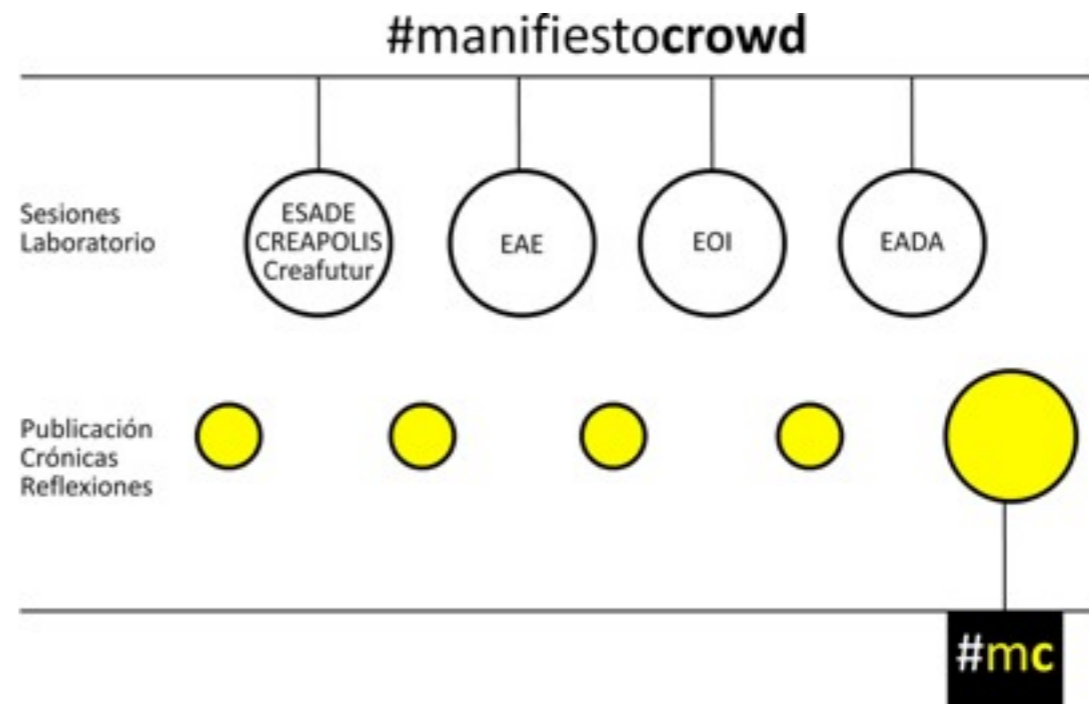 #manifiestocrowd
Sesiones
Laboratorio
ESADE
CREAPOLIS
Creafutur
EAE
EOI
EADA
Publicación
Crónicas
Reflexiones
#mc